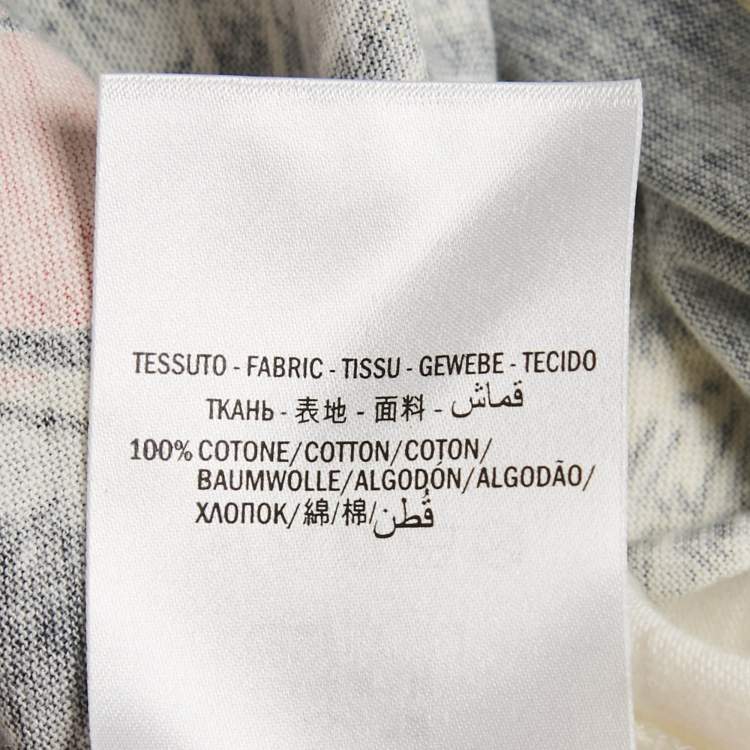 TESSUTO - FABRIC - TISSU - GEWEBE - TECIDO
ТКАНЬ - 表地 - 面料 - قماش
100% COTONE/COTTON/COTON/
BAUMWOLLE/ALGODÓN/ALGODÃO/
ХЛОПОК/綿/棉/قُطن